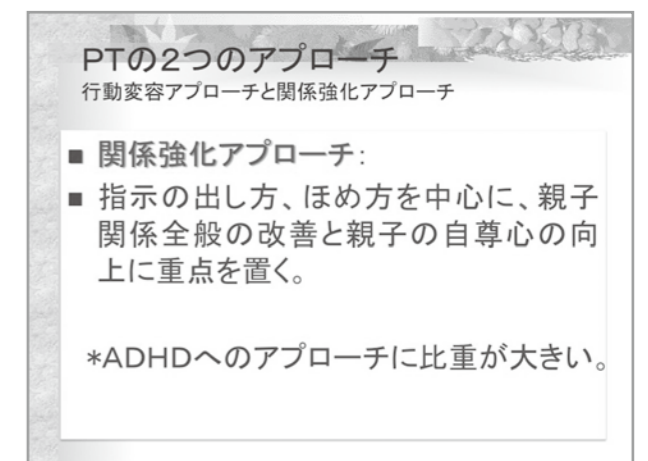 PTの2つのアプローチ
行動変容アプローチと関係強化アプローチ
■ 関係強化アプローチ:
■ 指示の出し方、ほめ方を中心に、親子
関係全般の改善と親子の自尊心の向
上に重点を置く。
*ADHDへのアプローチに比重が大きい。